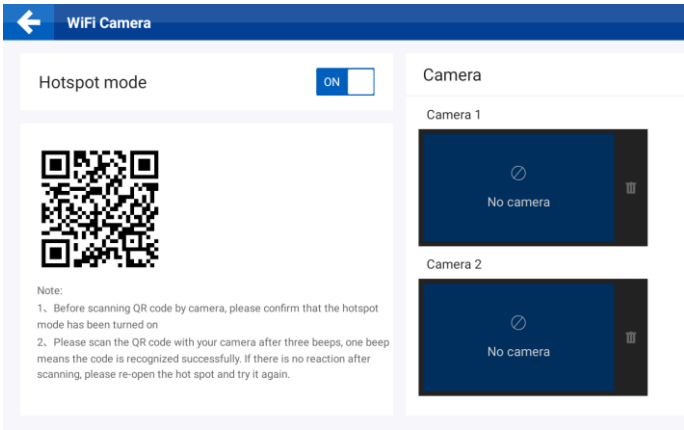 WiFi Camera
Hotspot mode
ON
Note:
1、Before scanning QR code by camera, please confirm that the hotspot
mode has been turned on
2、Please scan the QR code with your camera after three beeps, one beep
means the code is recognized successfully. If there is no reaction after
scanning, please re-open the hot spot and try it again.
Camera
Camera 1
No camera
Camera 2
No camera